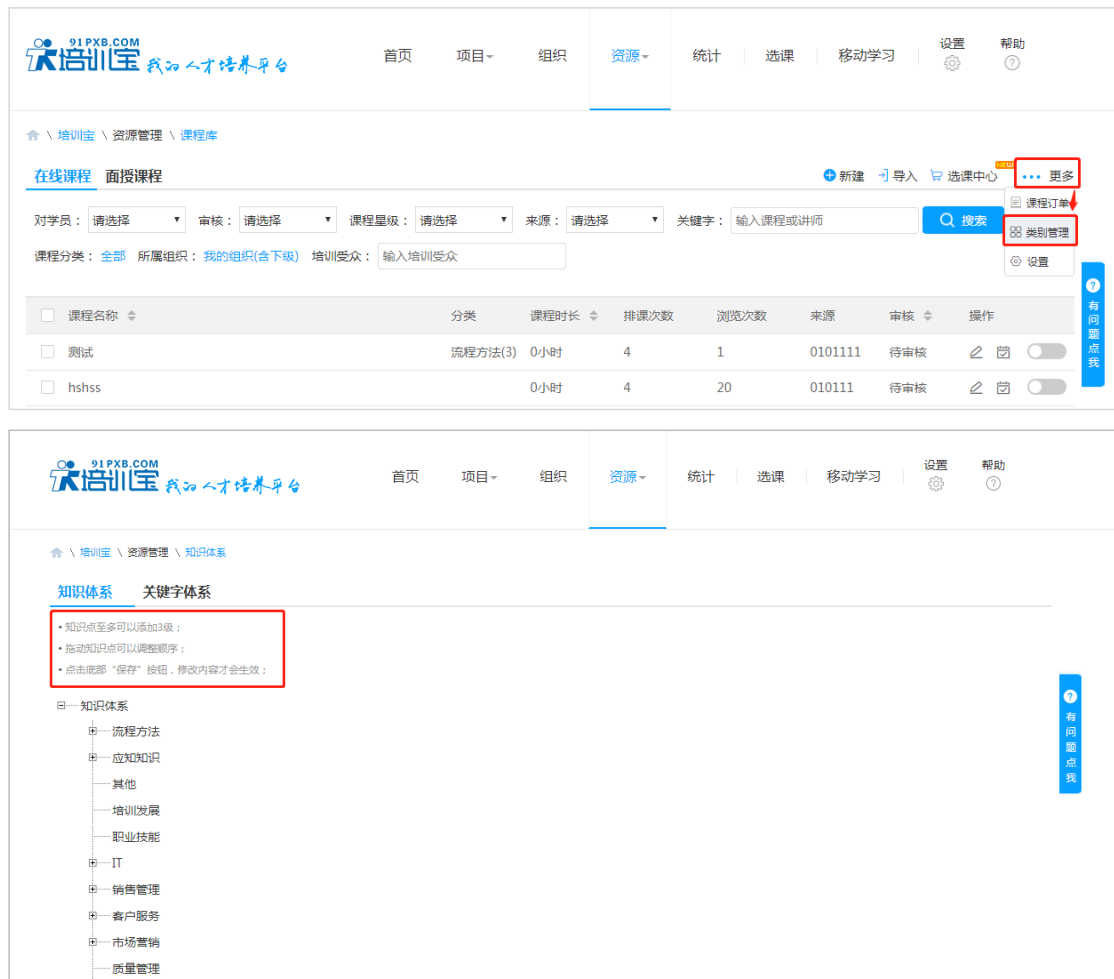 91PXB.COM
培训宝 我的人才培养平台
首页 项目 组织 资源 统计 选课 移动学习 设置 帮助
\ 培训宝 \ 资源管理 \ 课程库
在线课程 面授课程 新建 导入 选课中心 NEW 更多
课程订单
类别管理
设置
对学员： 请选择 审核： 请选择 课程星级： 请选择 来源： 请选择 关键字： 输入课程或讲师 搜索
课程分类： 全部 所属组织： 我的组织(含下级) 培训受众： 输入培训受众
课程名称 分类 课程时长 排课次数 浏览次数 来源 审核 操作
测试 流程方法(3) 0小时 4 1 0101111 待审核
hshss 0小时 4 20 010111 待审核
? 有问题点我
91PXB.COM
培训宝 我的人才培养平台
首页 项目 组织 资源 统计 选课 移动学习 设置 帮助
\ 培训宝 \ 资源管理 \ 知识体系
知识体系 关键字体系
• 知识点至多可以添加3级；
• 拖动知识点可以调整顺序；
• 点击底部“保存”按钮，修改内容才会生效；
知识体系
流程方法
应知知识
其他
培训发展
职业技能
IT
销售管理
客户服务
市场营销
质量管理
? 有问题点我